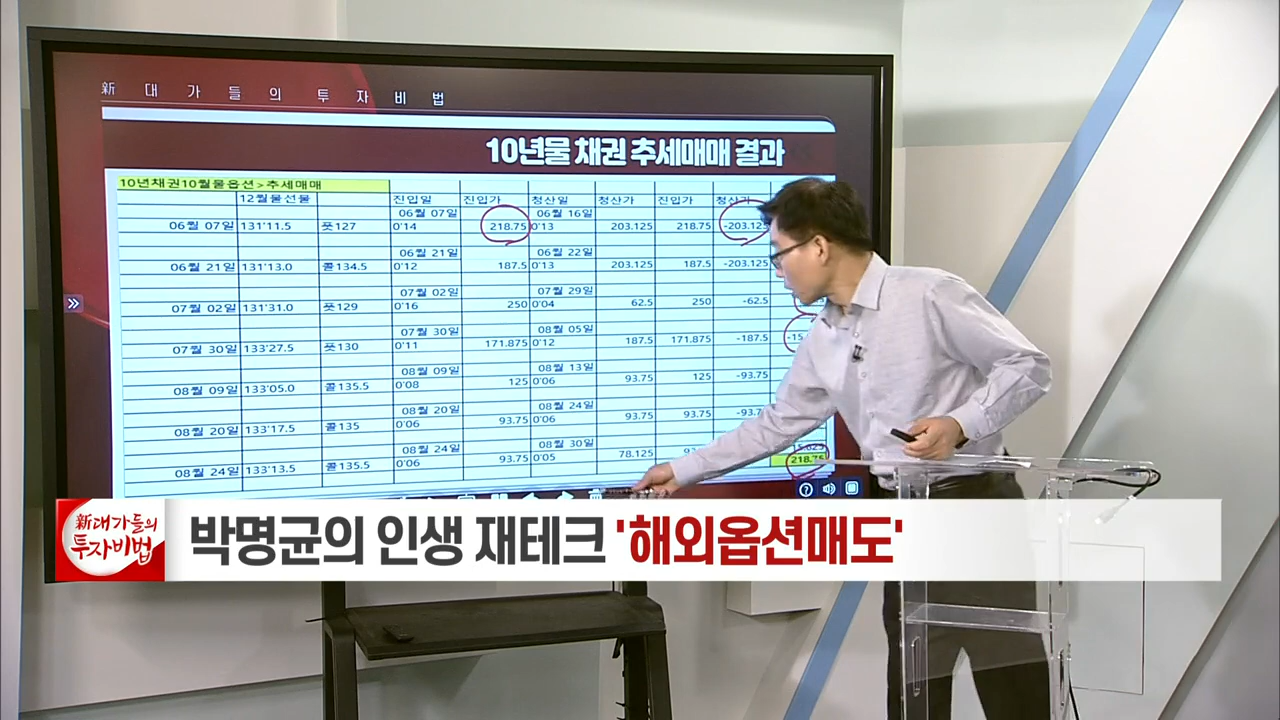 新 대 가 들 의 투 자 비 법
10년물 채권 추세매매 결과
10년채권10월물옵션>추세매매
12월물선물 진입일 진입가 청산일 청산가 진입가 청산가
06월 07일 06월 16일
06월 07일 131'11.5 풋127 0'14 218.75 0'13 203.125 218.75 -203.125
06월 21일 06월 22일
06월 21일 131'13.0 콜134.5 0'12 187.5 0'13 203.125 187.5 -203.125
07월 02일 07월 29일
07월 02일 131'31.0 풋129 0'16 250 0'04 62.5 250 -62.5
07월 30일 08월 05일
07월 30일 133'27.5 풋130 0'11 171.875 0'12 187.5 171.875 -187.5
08월 09일 08월 13일
08월 09일 133'05.0 콜135.5 0'08 125 0'06 93.75 125 -93.75
08월 20일 08월 24일
08월 20일 133'17.5 콜135 0'06 93.75 0'06 93.75 93.75
08월 24일 08월 30일 15.625
08월 24일 133'13.5 콜135.5 0'06 93.75 0'05 78.125 218.75
新대가들의
투자비법
박명균의 인생 재테크 '해외옵션매도'